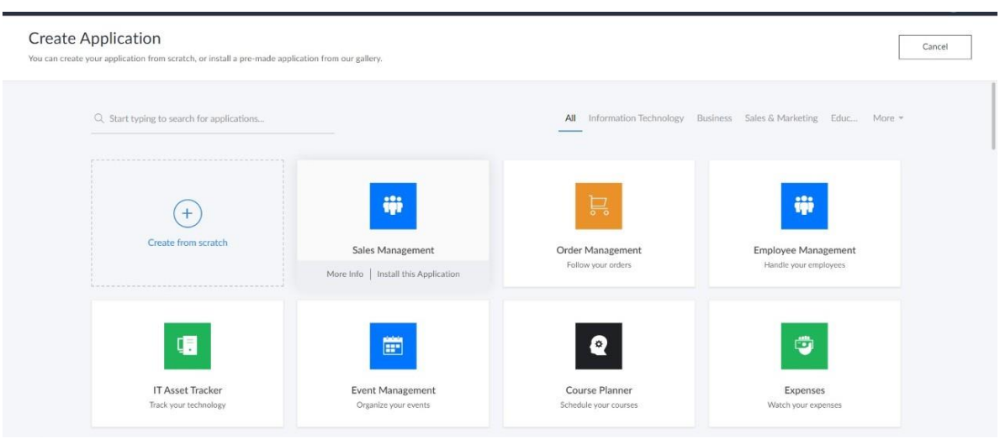 Create Application
You can create your application from scratch, or install a pre-made application from our gallery.
Cancel
Start typing to search for applications...
All Information Technology Business Sales & Marketing Educ... More
Create from scratch
Sales Management
More Info | Install this Application
Order Management
Follow your orders
Employee Management
Handle your employees
IT Asset Tracker
Track your technology
Event Management
Organize your events
Course Planner
Schedule your courses
Expenses
Watch your expenses